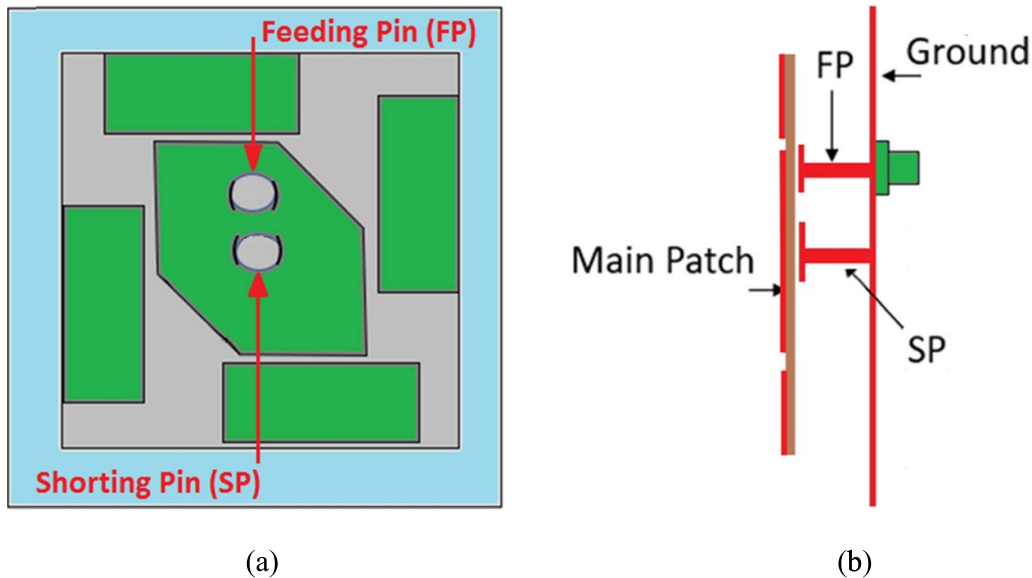 Feeding Pin (FP)
Shorting Pin (SP)
(a)
FP
Ground
Main Patch
SP
(b)